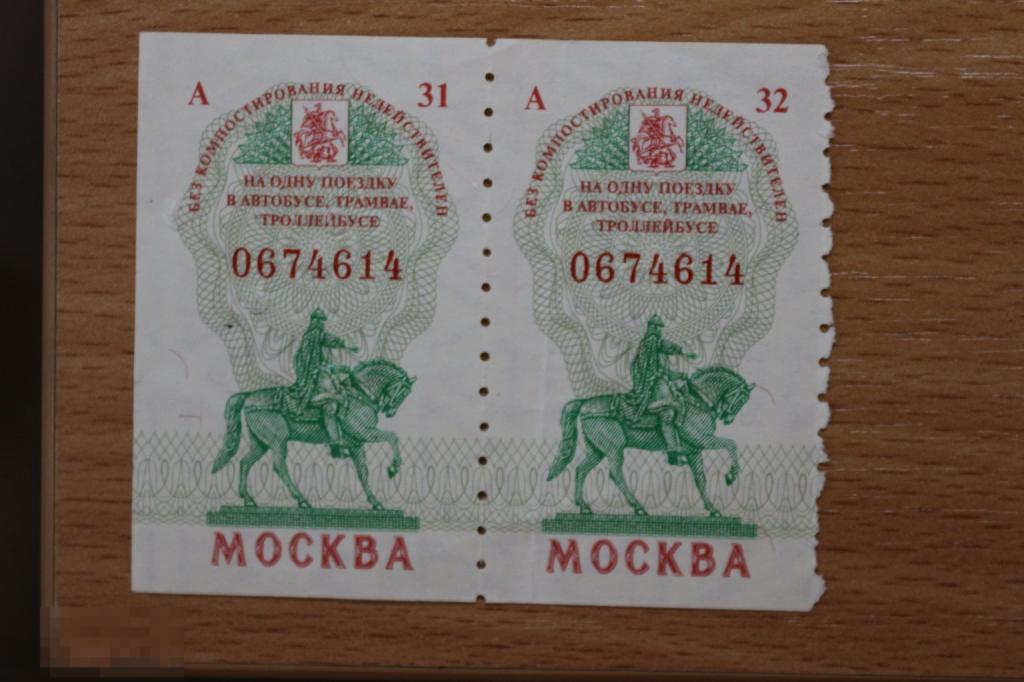 А 31
БЕЗ КОМПОСТИРОВАНИЯ НЕДЕЙСТВИТЕЛЕН
НА ОДНУ ПОЕЗДКУ
В АВТОБУСЕ, ТРАМВАЕ,
ТРОЛЛЕЙБУСЕ
0674614
МОСКВА
А 32
БЕЗ КОМПОСТИРОВАНИЯ НЕДЕЙСТВИТЕЛЕН
НА ОДНУ ПОЕЗДКУ
В АВТОБУСЕ, ТРАМВАЕ,
ТРОЛЛЕЙБУСЕ
0674614
МОСКВА